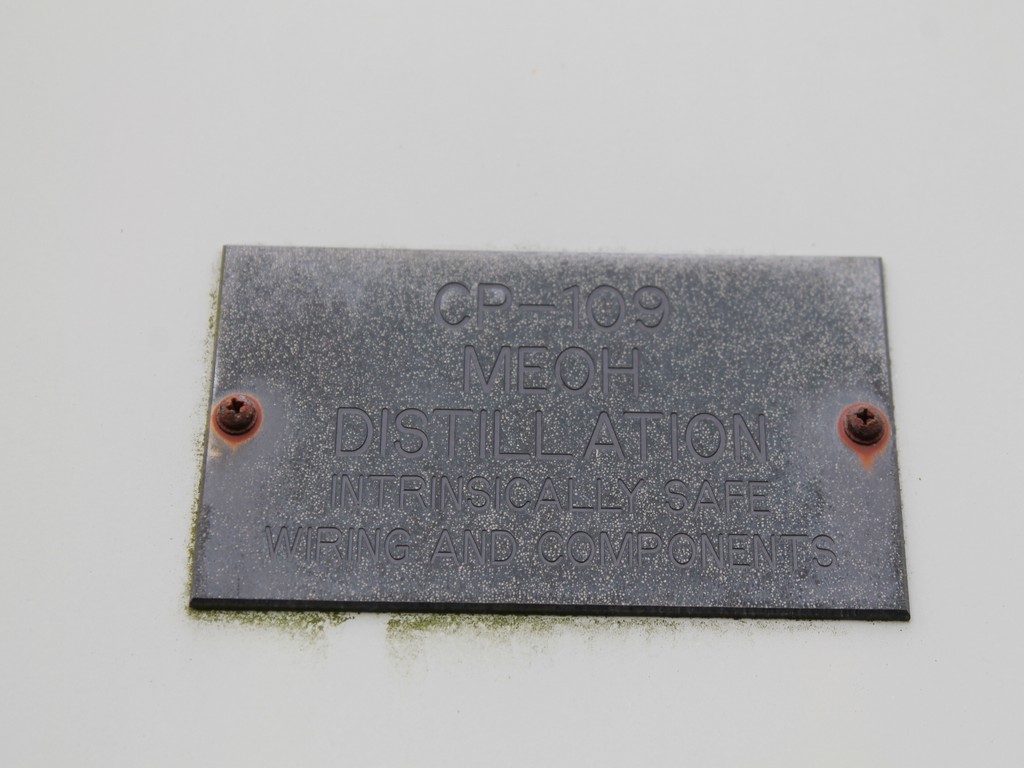 CP-109
MEOH
DISTILLATION
INTRINSICALLY SAFE
WIRING AND COMPONENTS